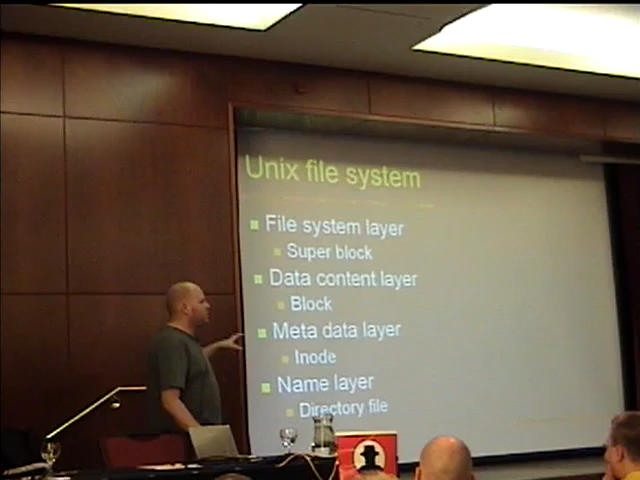 Unix file system
File system layer
Super block
Data content layer
Block
Meta data layer
Inode
Name layer
Directory file